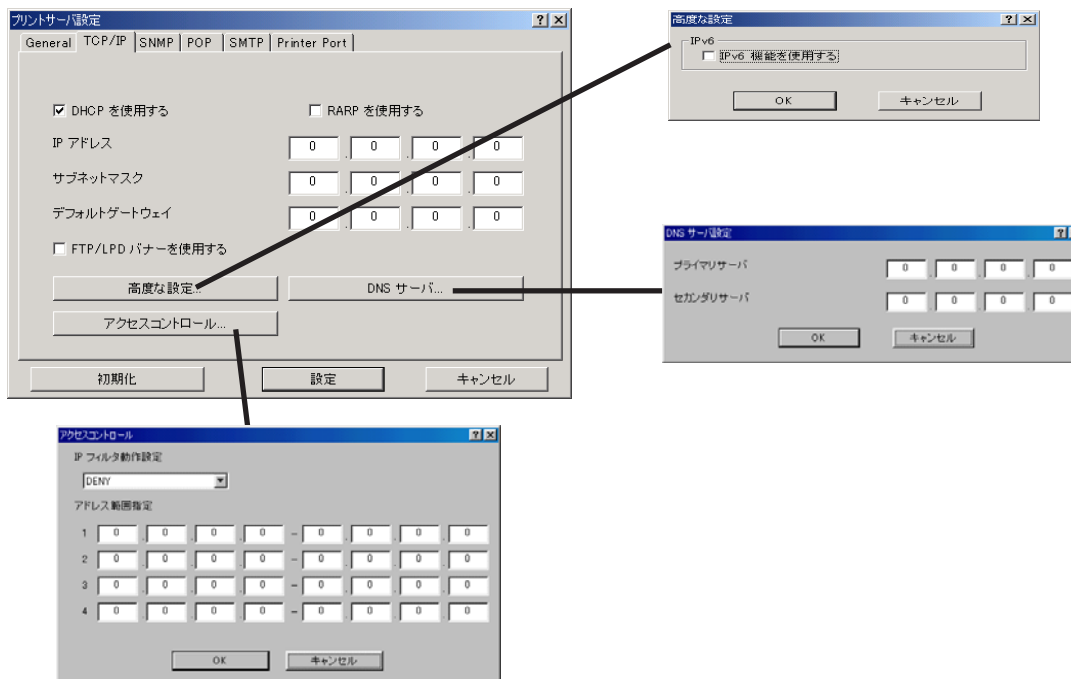 プリントサーバ設定
General TCP/IP SNMP POP SMTP Printer Port
DHCP を使用する RARP を使用する
IP アドレス 0 . 0 . 0 . 0
サブネットマスク 0 . 0 . 0 . 0
デフォルトゲートウェイ 0 . 0 . 0 . 0
FTP/LPD バナーを使用する
高度な設定... DNS サーバ...
アクセスコントロール...
初期化 設定 キャンセル
高度な設定
IPv6
IPv6 機能を使用する
OK キャンセル
DNS サーバ設定
プライマリサーバ 0 . 0 . 0 . 0
セカンダリサーバ 0 . 0 . 0 . 0
OK キャンセル
アクセスコントロール
IP フィルタ動作設定
DENY
アドレス範囲指定
1 0 . 0 . 0 . 0 - 0 . 0 . 0 . 0
2 0 . 0 . 0 . 0 - 0 . 0 . 0 . 0
3 0 . 0 . 0 . 0 - 0 . 0 . 0 . 0
4 0 . 0 . 0 . 0 - 0 . 0 . 0 . 0
OK キャンセル